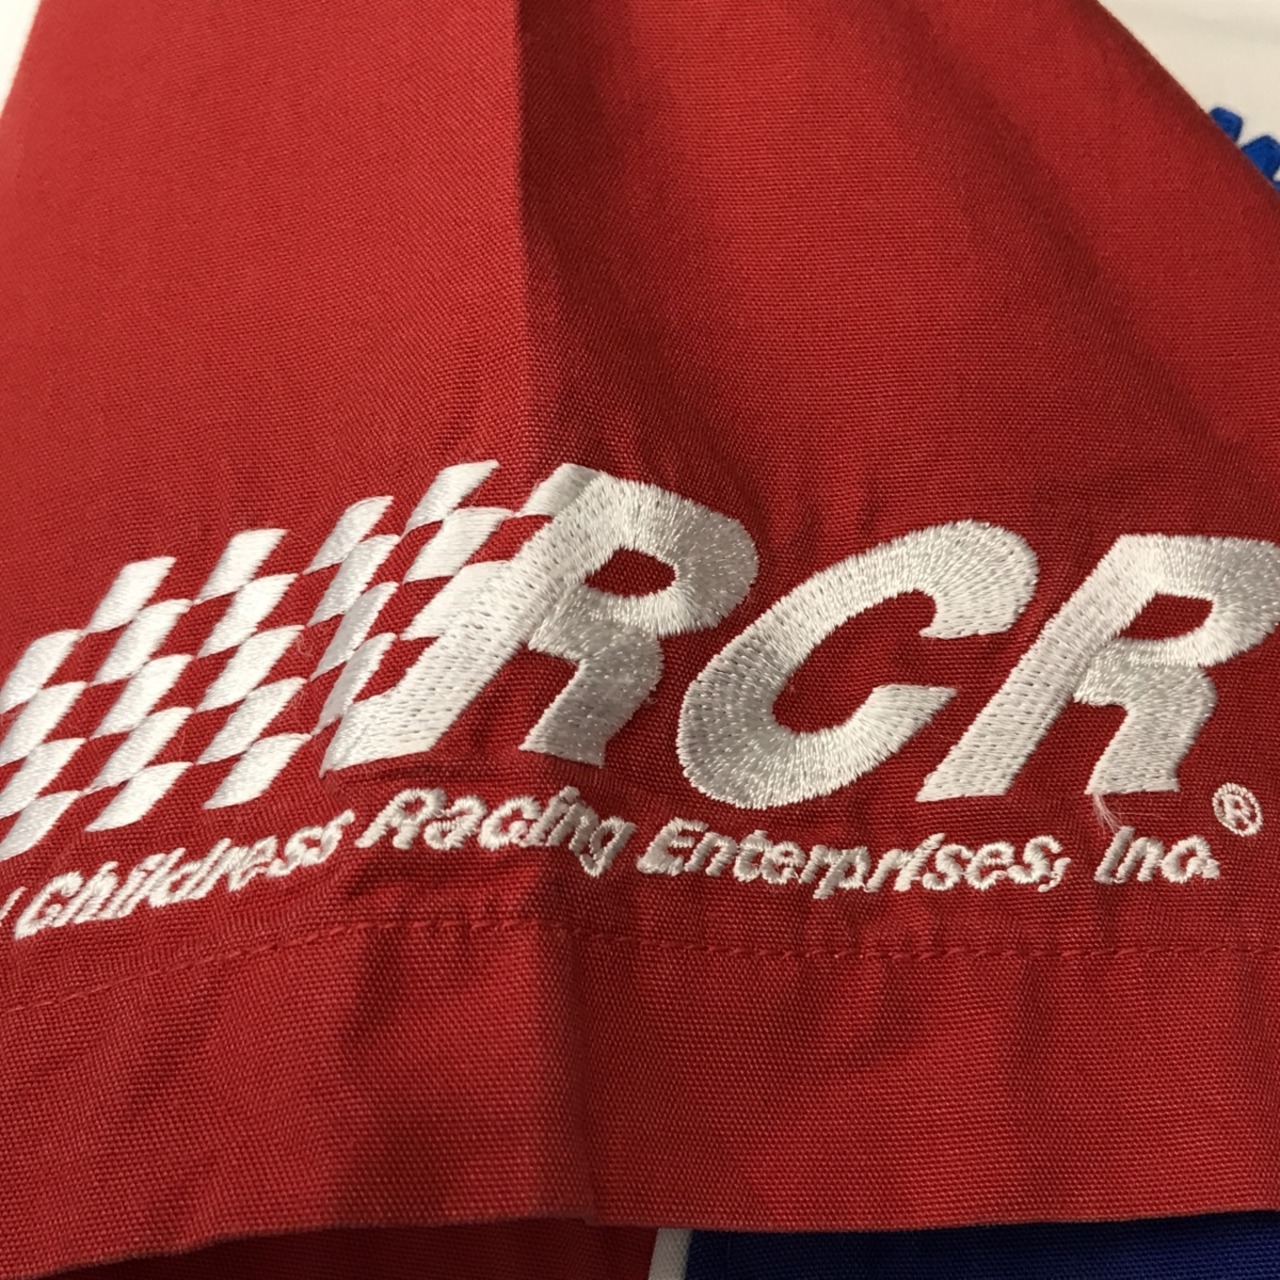 RCR®
Childress Racing Enterprises, Inc.